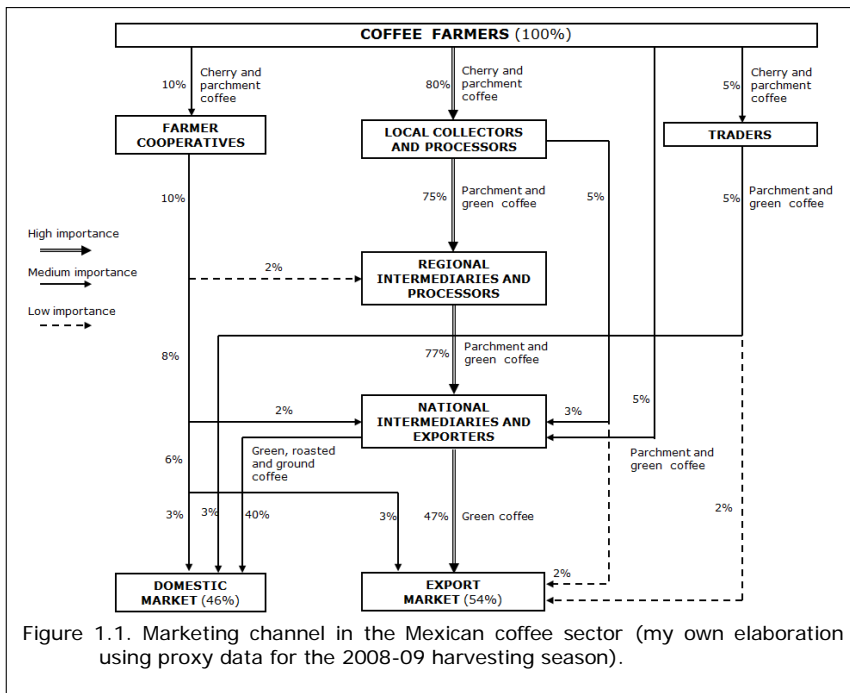 COFFEE FARMERS (100%)
10%
Cherry and
parchment
coffee
80%
Cherry and
parchment
coffee
5%
Cherry and
parchment
coffee
FARMER
COOPERATIVES
LOCAL COLLECTORS
AND PROCESSORS
TRADERS
10%
75%
Parchment and
green coffee
5%
5%
Parchment and
green coffee
High importance
Medium importance
Low importance
2%
REGIONAL
INTERMEDIARIES AND
PROCESSORS
8%
77%
Parchment and
green coffee
2%
NATIONAL
INTERMEDIARIES AND
EXPORTERS
3%
5%
6%
Green, roasted
and ground
coffee
Parchment and
green coffee
3%
3%
40%
3%
47%
Green coffee
2%
2%
DOMESTIC
MARKET (46%)
EXPORT
MARKET (54%)
Figure 1.1. Marketing channel in the Mexican coffee sector (my own elaboration
using proxy data for the 2008-09 harvesting season).